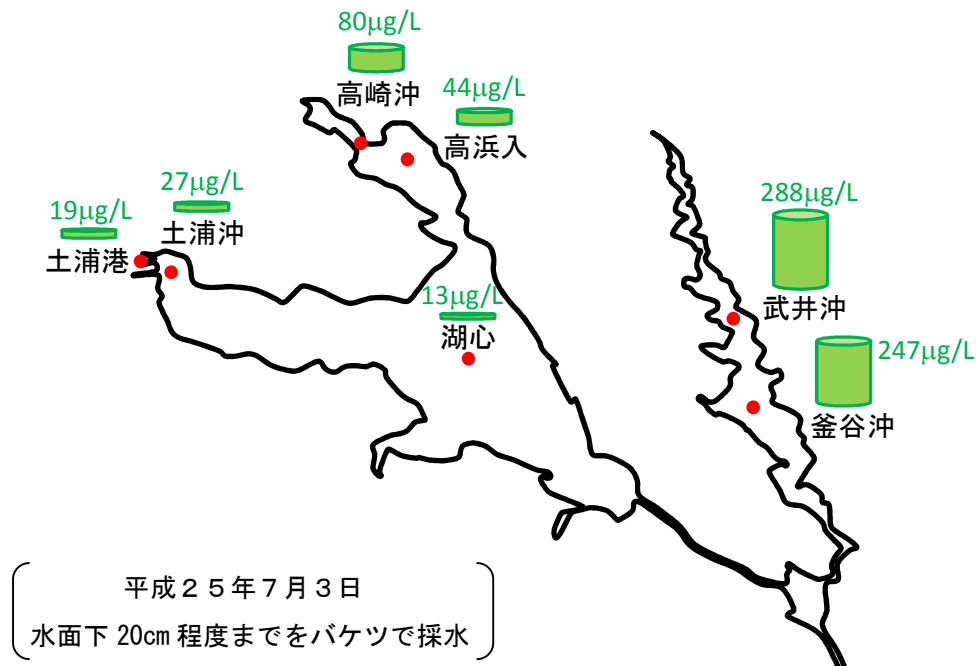 80μg/L
高崎沖
44μg/L
高浜入
27μg/L
土浦沖
19μg/L
土浦港
13μg/L
湖心
288μg/L
武井沖
247μg/L
釜谷沖
平成２５年７月３日
水面下 20cm 程度までをバケツで採水